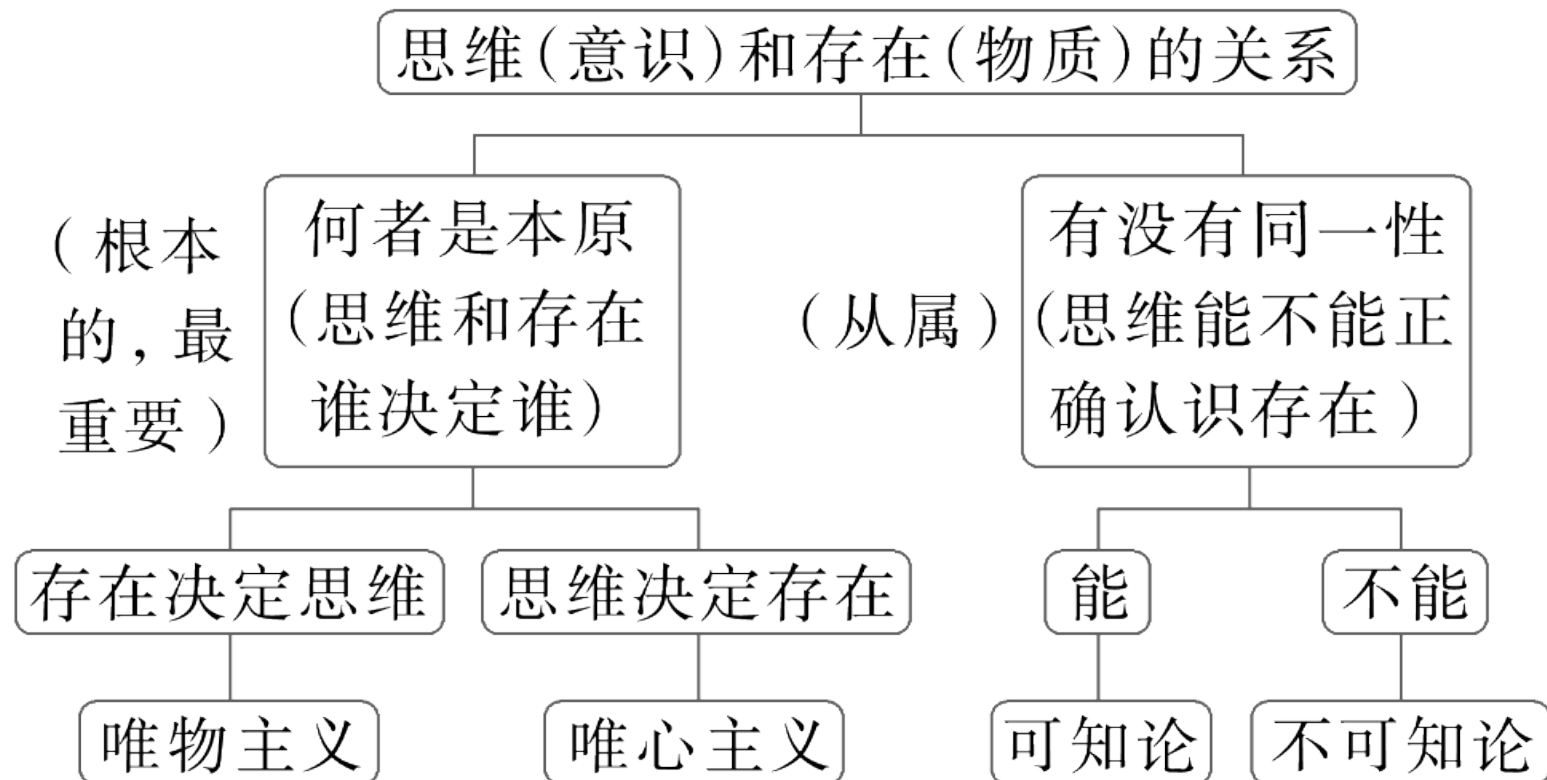 思维(意识)和存在(物质)的关系
(根本
的,最
重要)
何者是本原
(思维和存在
谁决定谁)
(从属)
有没有同一性
(思维能不能正
确认识存在)
存在决定思维
思维决定存在
能
不能
唯物主义
唯心主义
可知论
不可知论